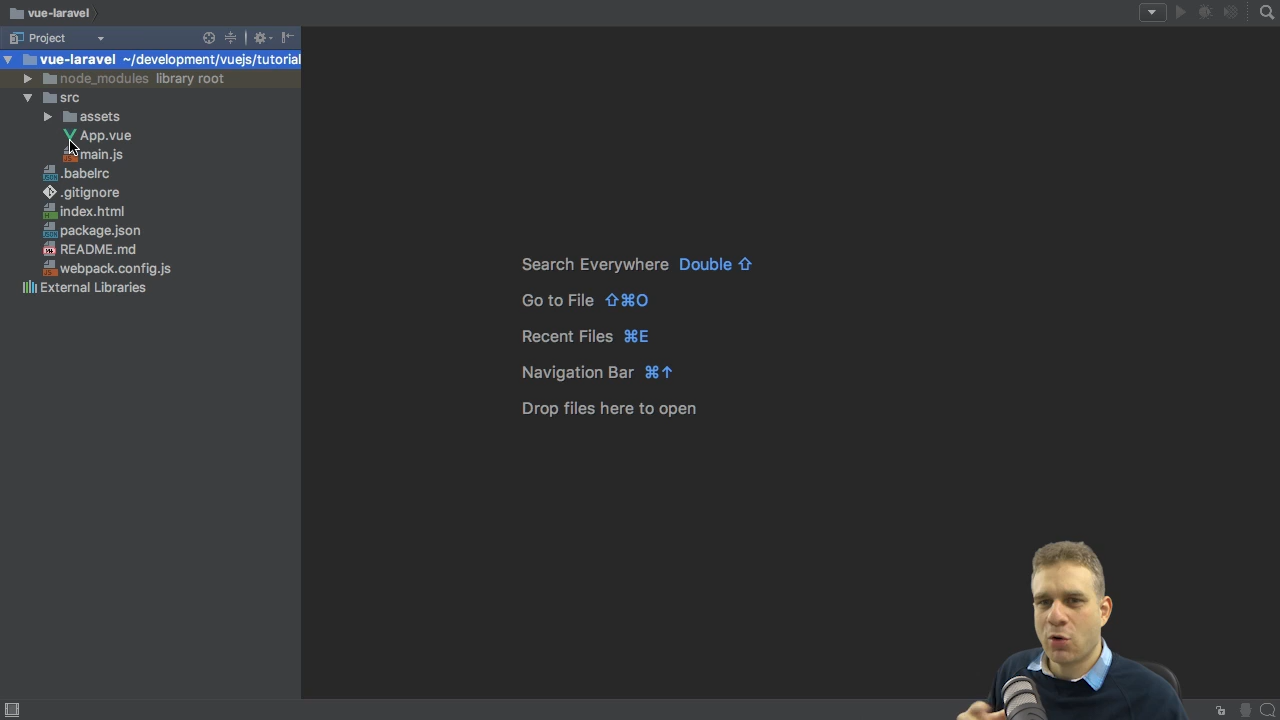 vue-laravel
Project
vue-laravel ~/development/vuejs/tutorial
node_modules library root
src
assets
App.vue
main.js
.babelrc
.gitignore
index.html
package.json
README.md
webpack.config.js
External Libraries
Search Everywhere Double ⇧
Go to File ⇧⌘O
Recent Files ⌘E
Navigation Bar ⌘↑
Drop files here to open